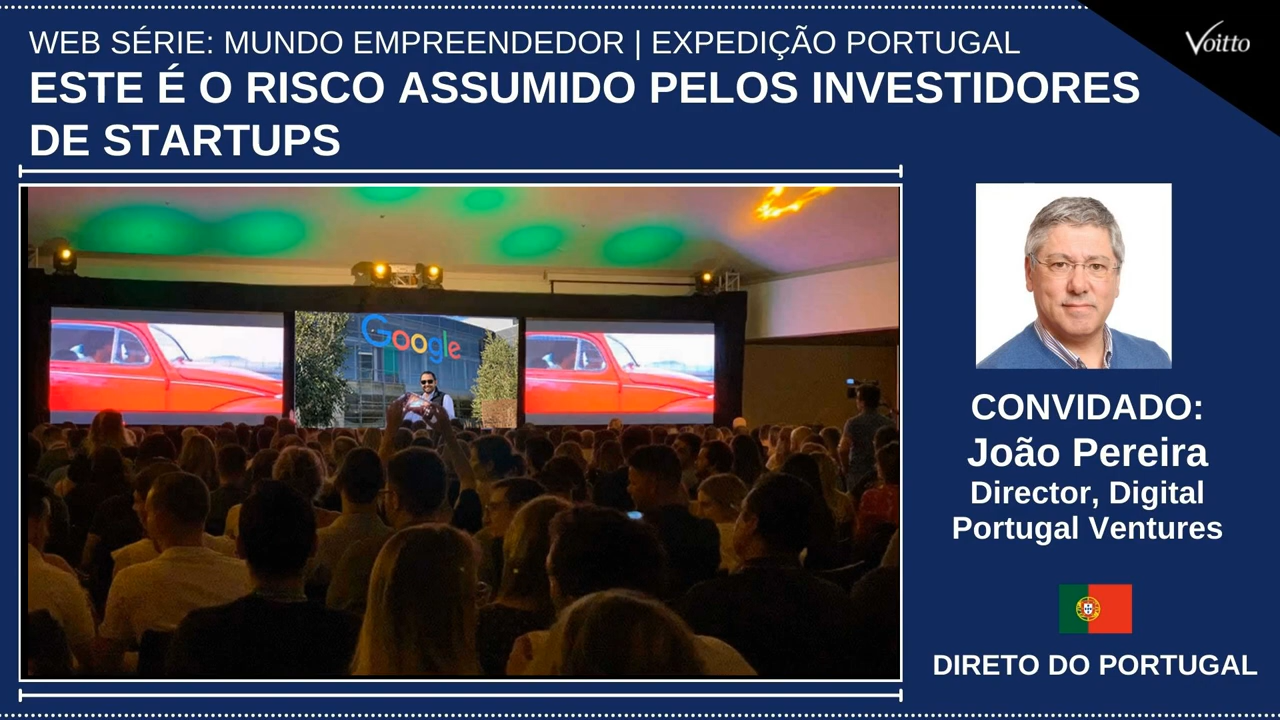 WEB SÉRIE: MUNDO EMPREENDEDOR | EXPEDIÇÃO PORTUGAL
ESTE É O RISCO ASSUMIDO PELOS INVESTIDORES
DE STARTUPS
Voitto
Google
CONVIDADO:
João Pereira
Director, Digital
Portugal Ventures
DIRETO DO PORTUGAL